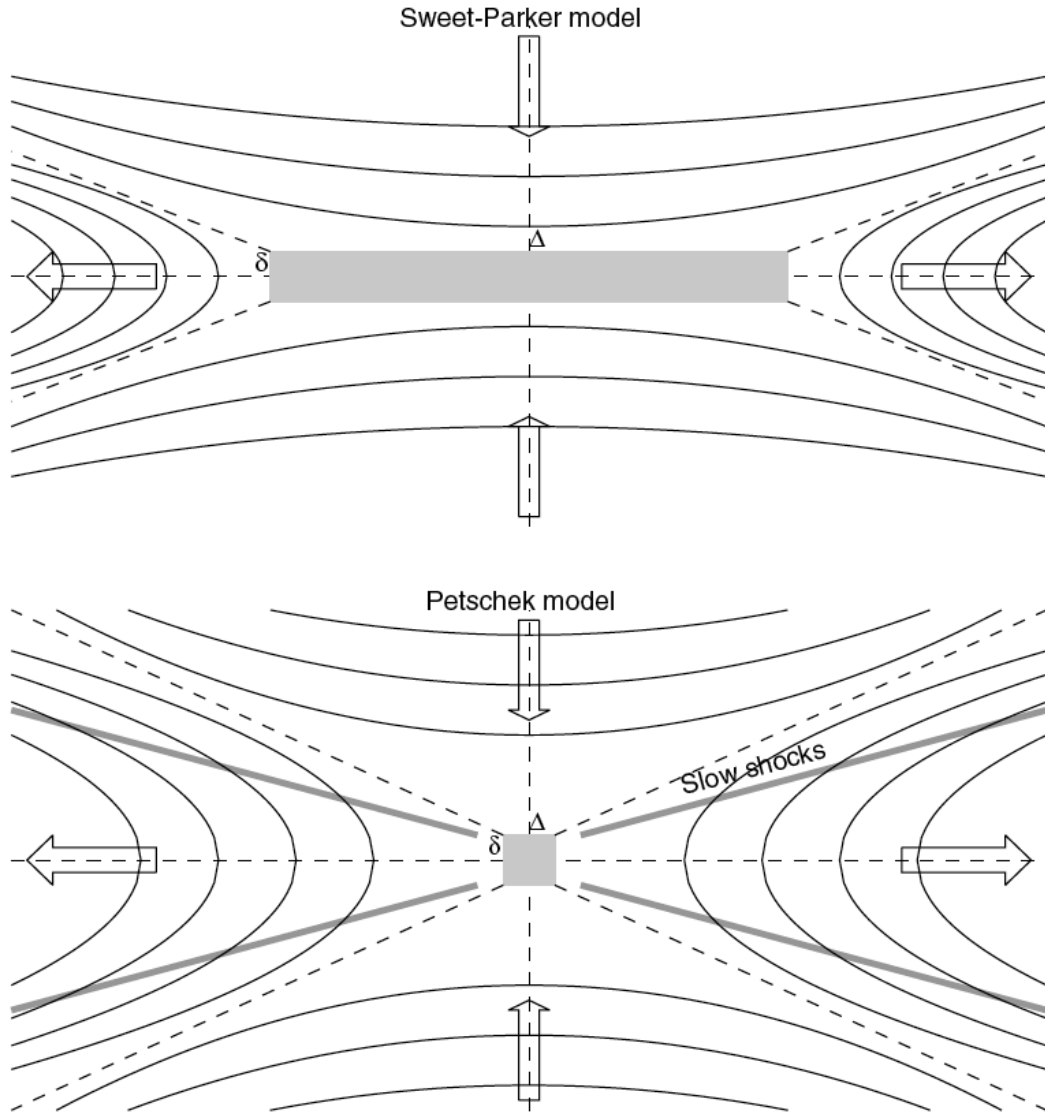 Sweet-Parker model
Δ
δ
Petschek model
Slow shocks
Δ
δ